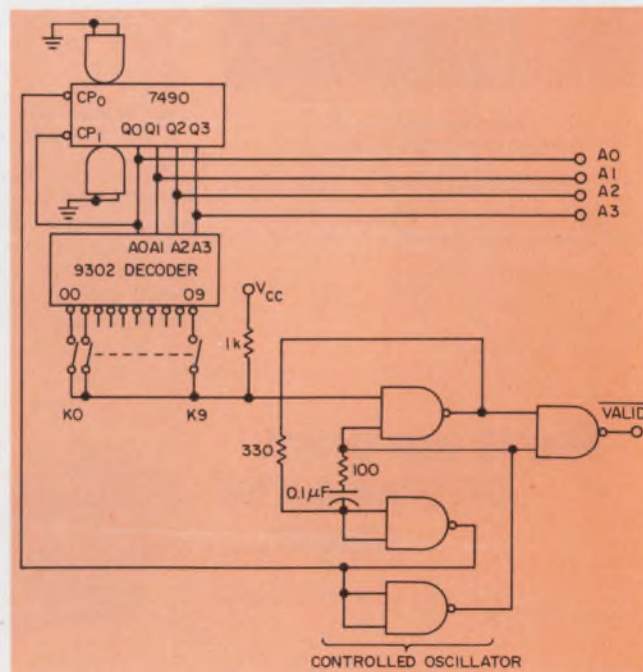 CP0 7490
CP1 Q0 Q1 Q2 Q3
A0
A1
A2
A3
A0 A1 A2 A3
9302 DECODER
00 09
VCC
1k
K0 K9
330
100
0.1μF
VALID
CONTROLLED OSCILLATOR